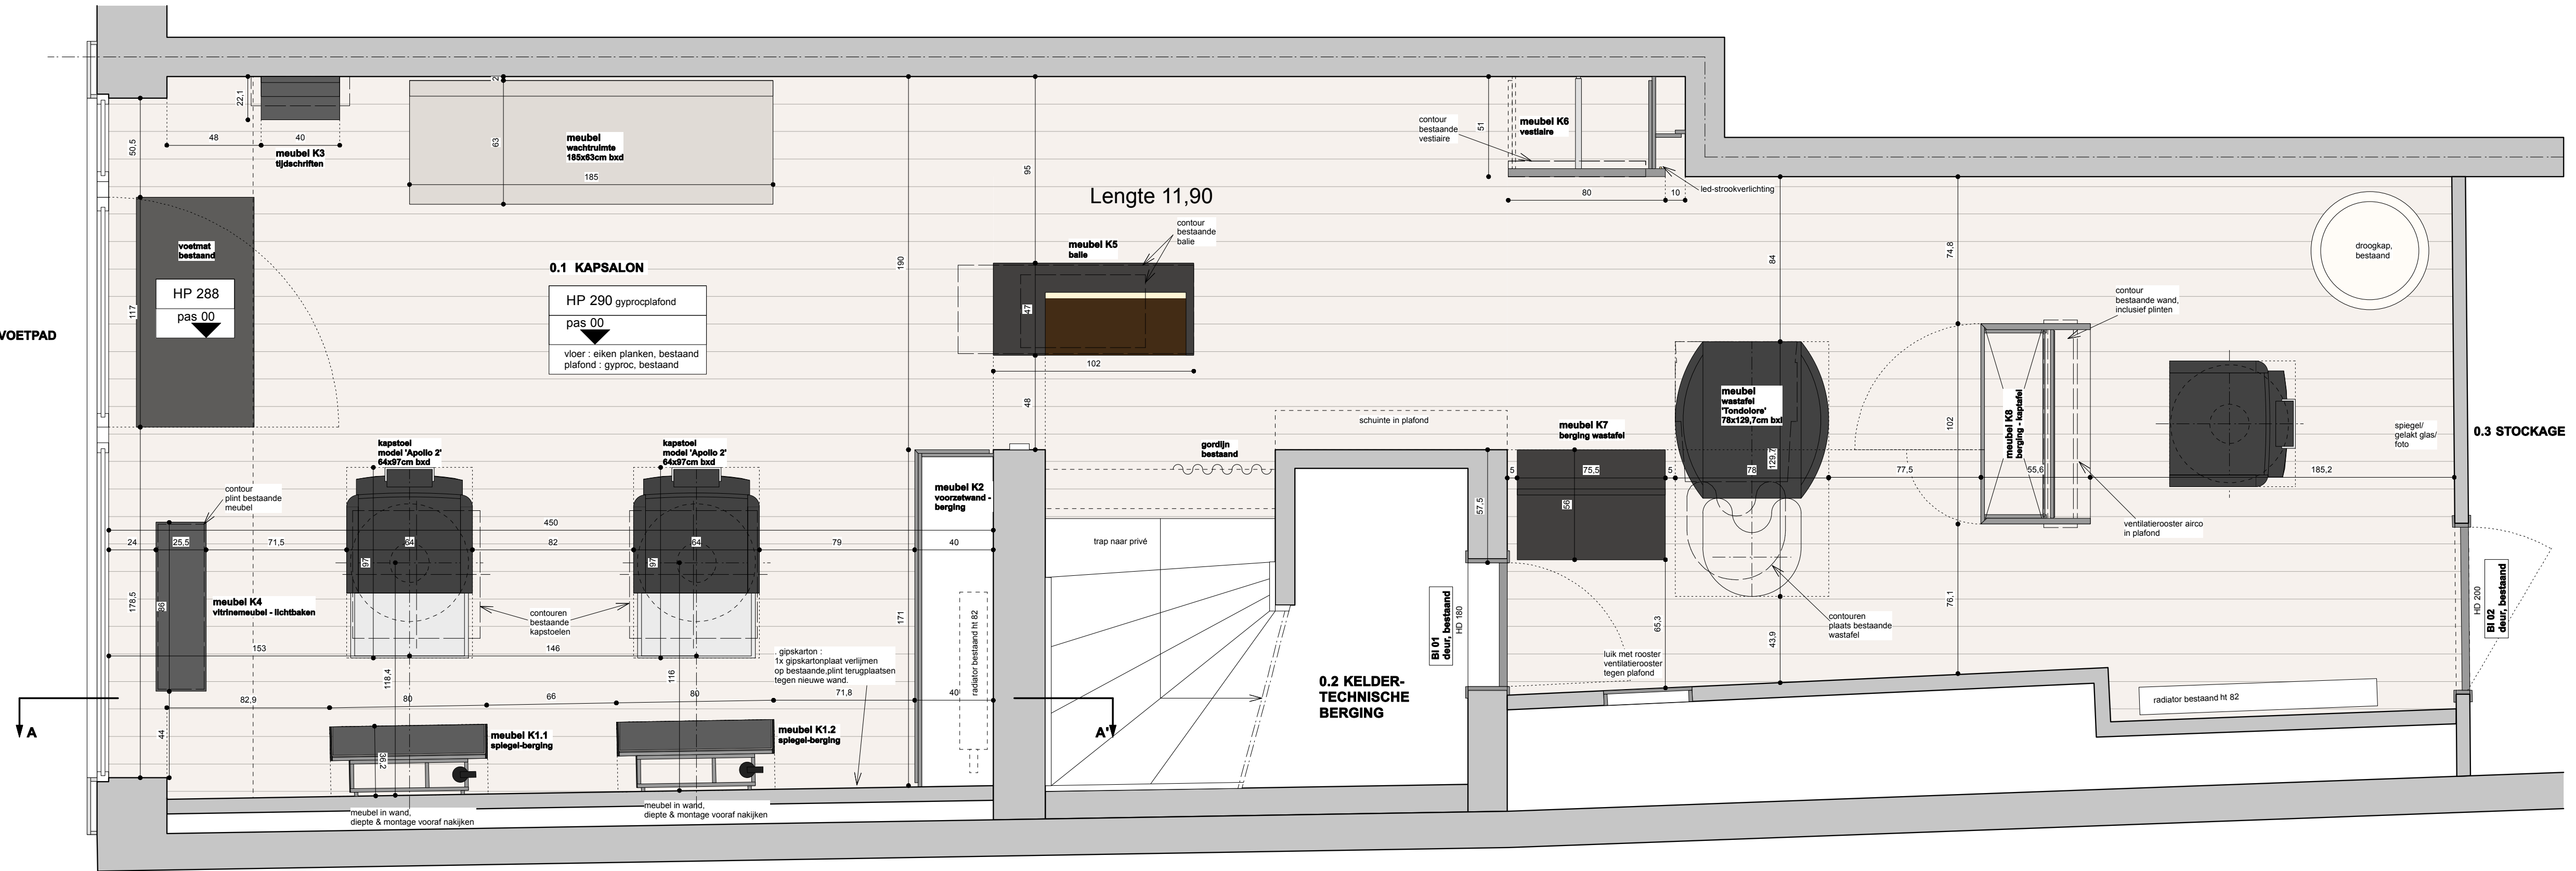 22,1
48
40
50,5
meubel K3
tijdschriften
2
63
meubel
wachtruimte
185x63cm bxd
185
95
190
Lengte 11,90
contour
bestaande
vestiaire
51
meubel K6
vestiaire
80
10
led-strookverlichting
voetmat
bestaand
HP 288
pas 00
117
VOETPAD
0.1 KAPSALON
HP 290 gyprocplafond
pas 00
vloer : eiken planken, bestaand
plafond : gyproc, bestaand
meubel K5
balie
contour
bestaande
balie
47
102
48
84
74,8
droogkap,
bestaand
contour
bestaande wand,
inclusief plinten
meubel
wastafel
'Tondolore'
78x129,7cm bxl
129,7
78
102
meubel K8
berging - kaptafel
77,5
55,6
185,2
spiegel/
gelakt glas/
foto
0.3 STOCKAGE
ventilatierooster airco
in plafond
kapstoel
model 'Apollo 2'
64x97cm bxd
kapstoel
model 'Apollo 2'
64x97cm bxd
contour
plint bestaande
meubel
450
24
25,5
71,5
64
82
64
79
40
97
97
meubel K2
voorzetwand -
berging
schuinte in plafond
gordijn
bestaand
trap naar privé
meubel K7
berging wastafel
5
75,5
5
56
57,5
178,5
86
meubel K4
vitrinemeubel - lichtbaken
contouren
bestaande
kapstoelen
171
radiator bestaand ht 82
153
146
118,4
116
. gipskarton :
1x gipskartonplaat verlijmen
op bestaande,plint terugplaatsen
tegen nieuwe wand.
82,9
80
66
80
71,8
40
44
A
A'
meubel K1.1
spiegel-berging
meubel K1.2
spiegel-berging
36,2
meubel in wand,
diepte & montage vooraf nakijken
meubel in wand,
diepte & montage vooraf nakijken
0.2 KELDER-
TECHNISCHE
BERGING
BI 01
deur, bestaand
HD 180
65,3
luik met rooster
ventilatierooster
tegen plafond
43,9
contouren
plaats bestaande
wastafel
76,1
radiator bestaand ht 82
HD 200
BI 02
deur, bestaand